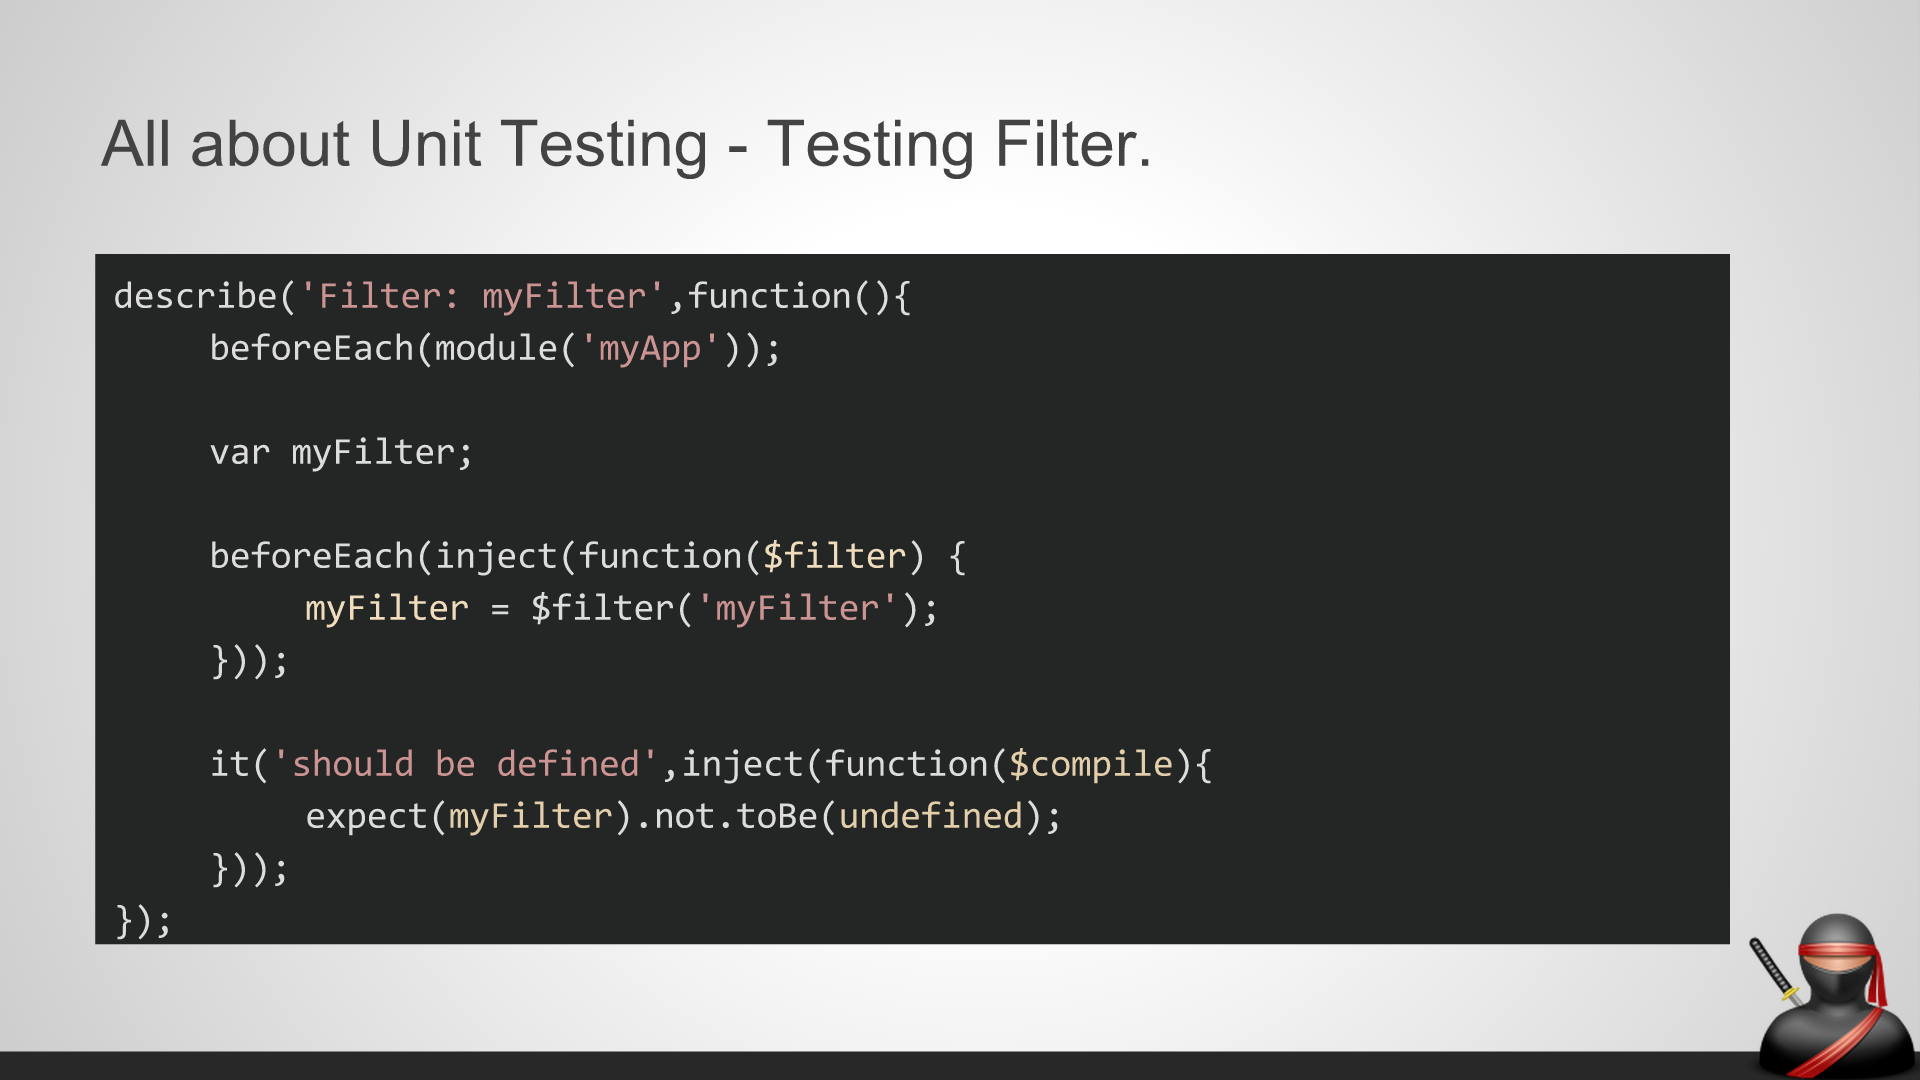 All about Unit Testing - Testing Filter.
describe('Filter: myFilter',function(){
beforeEach(module('myApp'));
var myFilter;
beforeEach(inject(function($filter) {
myFilter = $filter('myFilter');
}));
it('should be defined',inject(function($compile){
expect(myFilter).not.toBe(undefined);
}));
});